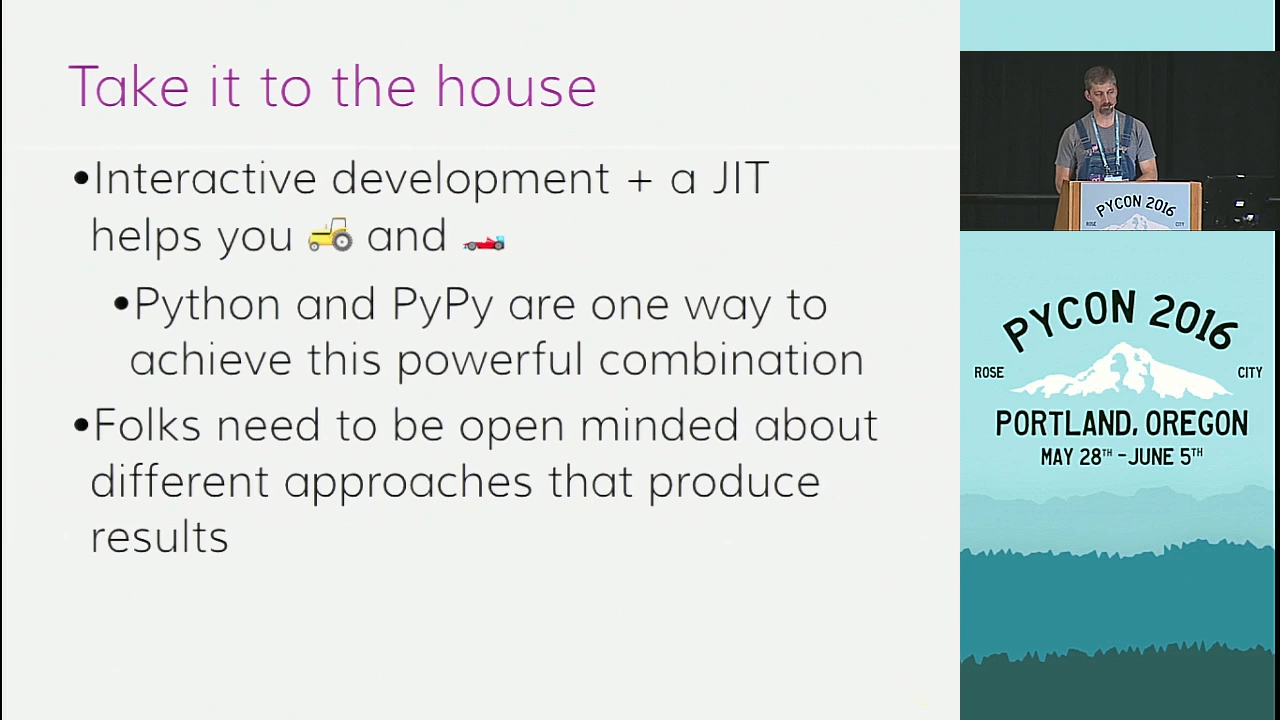 Take it to the house
•Interactive development + a JIT
helps you 🚜 and 🏎
•Python and PyPy are one way to
achieve this powerful combination
•Folks need to be open minded about
different approaches that produce
results
PYCON 2016
ROSE
CITY
PYCON 2016
ROSE
CITY
PORTLAND, OREGON
MAY 28TH - JUNE 5TH